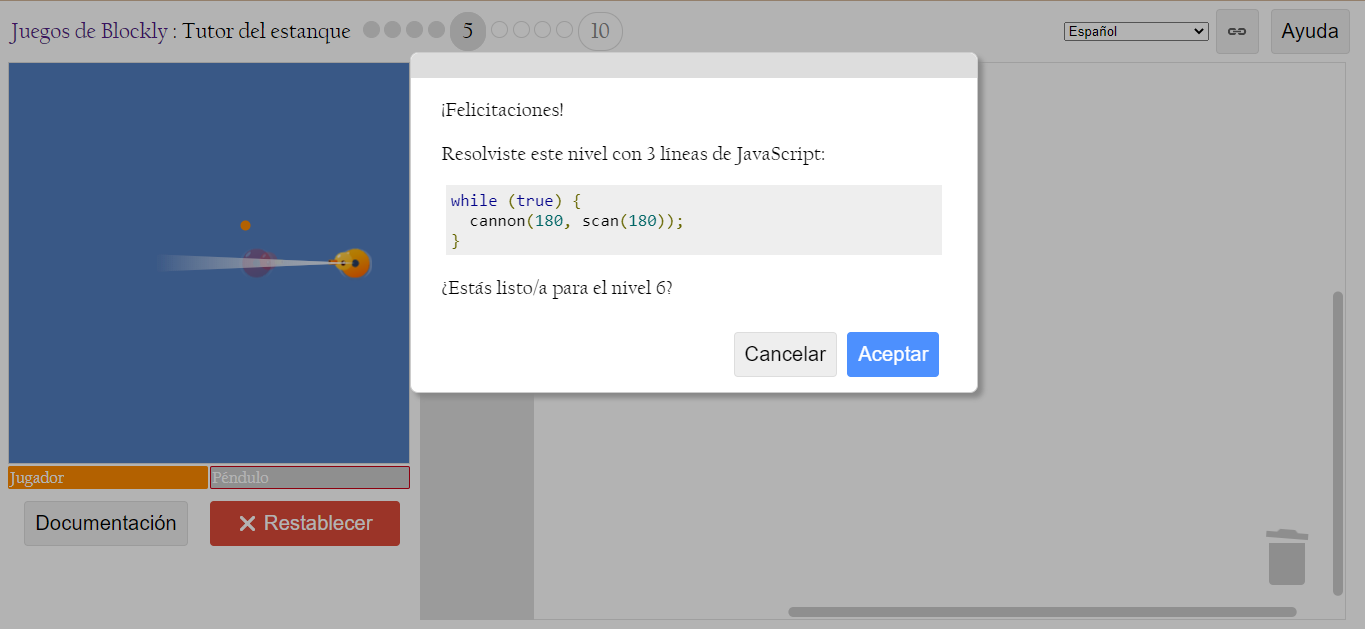 Juegos de Blockly : Tutor del estanque 5 10 Español Ayuda
¡Felicitaciones!
Resolviste este nivel con 3 líneas de JavaScript:
while (true) {
  cannon(180, scan(180));
}
¿Estás listo/a para el nivel 6?
Cancelar Aceptar
Jugador Péndulo
Documentación Restablecer